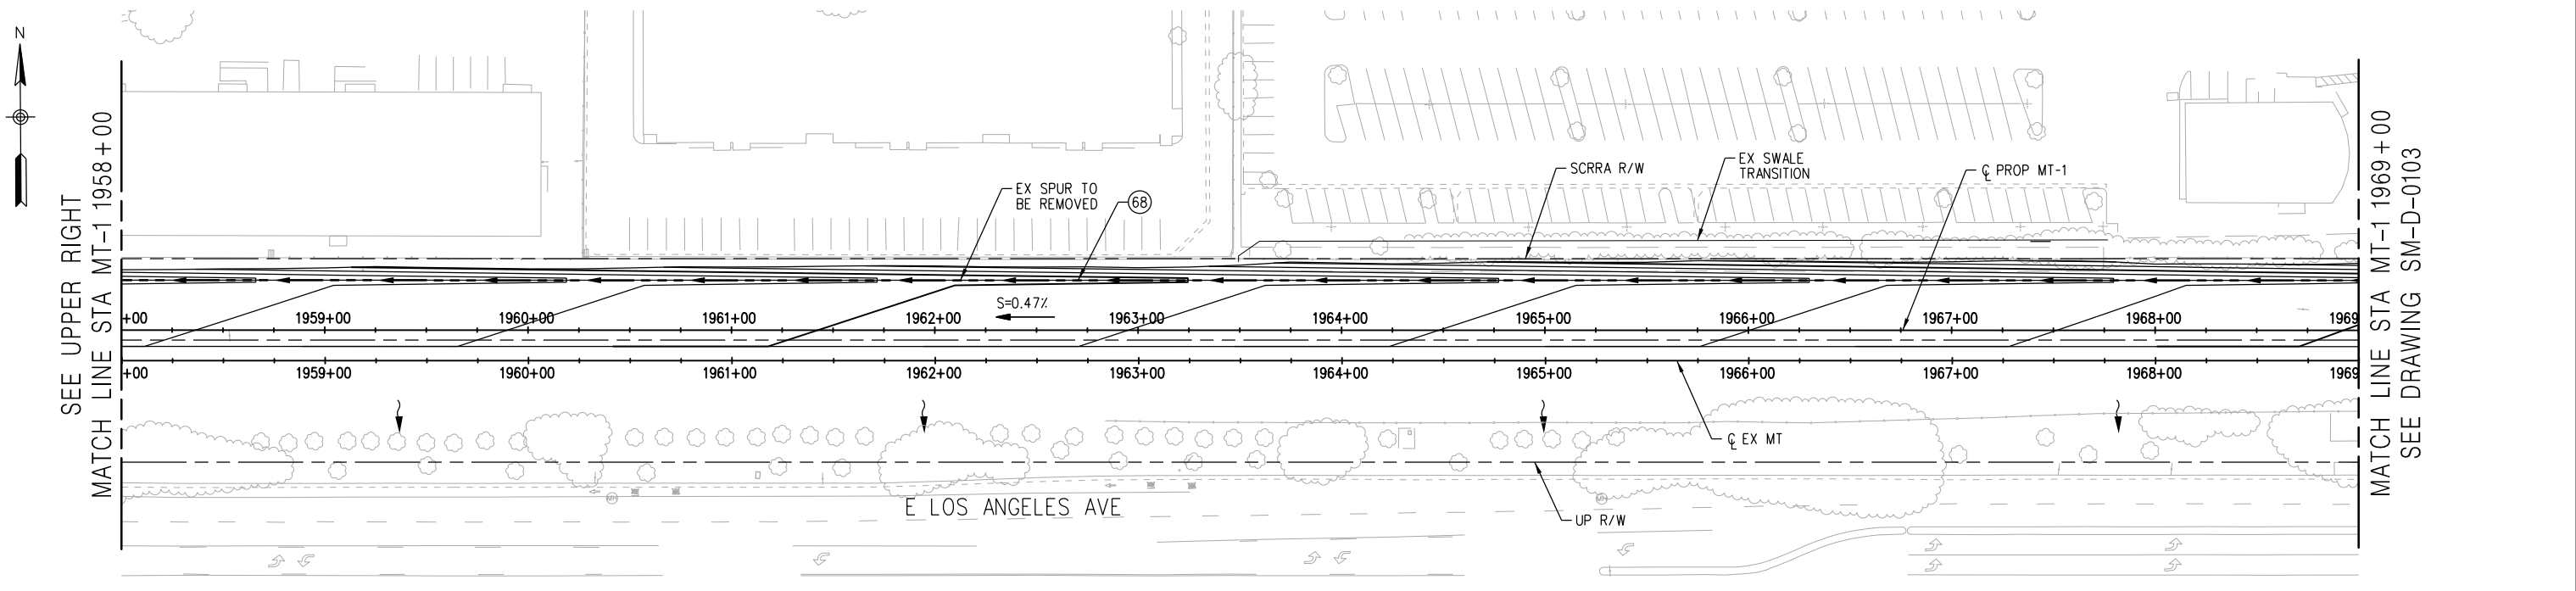 N
SEE UPPER RIGHT
MATCH LINE STA MT-1 1958+00
EX SPUR TO
BE REMOVED
68
SCRRA R/W
EX SWALE
TRANSITION
℄ PROP MT-1
S=0.47%
+00 1959+00 1960+00 1961+00 1962+00 1963+00 1964+00 1965+00 1966+00 1967+00 1968+00 1969
+00 1959+00 1960+00 1961+00 1962+00 1963+00 1964+00 1965+00 1966+00 1967+00 1968+00 1969
℄ EX MT
MH
MH
E LOS ANGELES AVE
UP R/W
MATCH LINE STA MT-1 1969+00
SEE DRAWING SM-D-0103